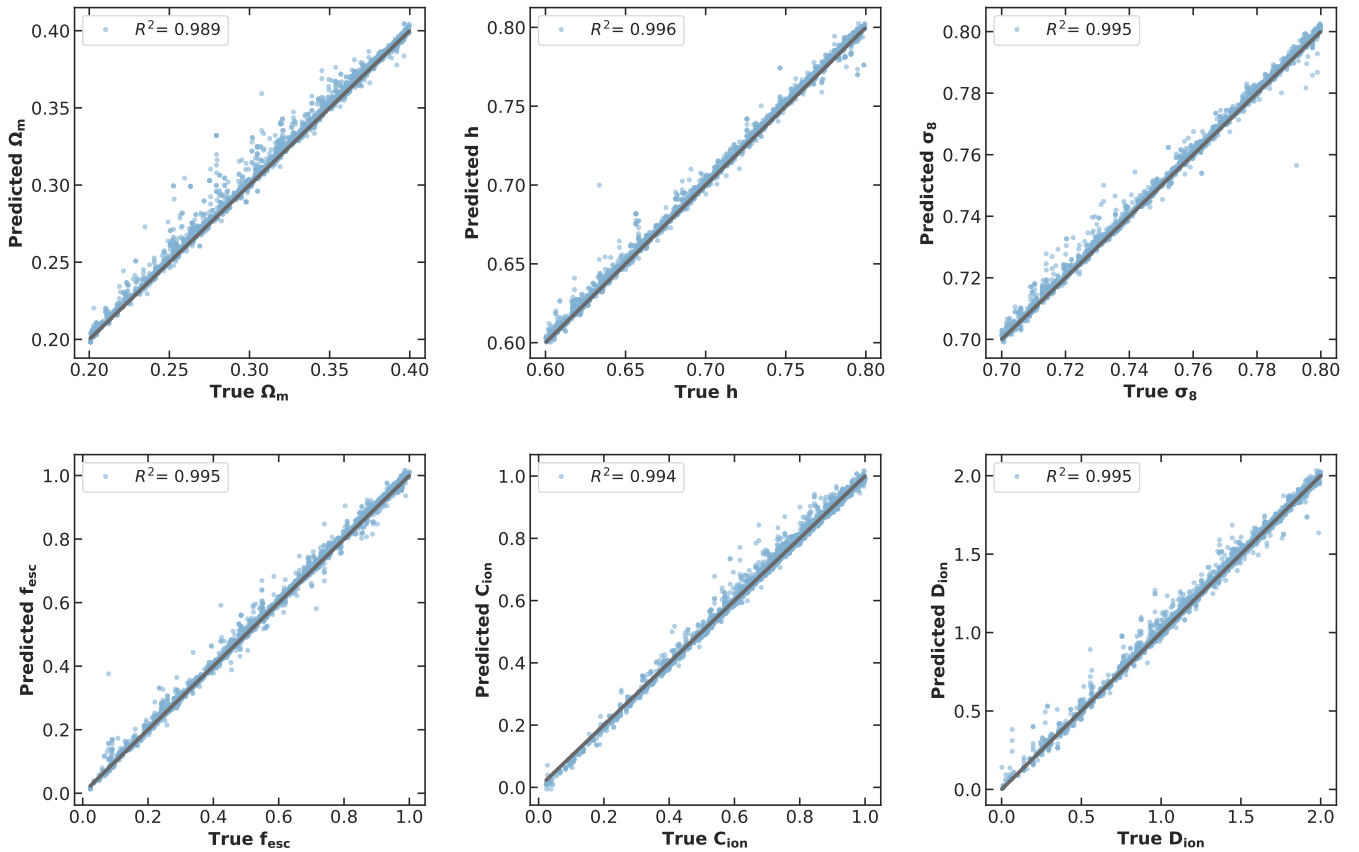 R²= 0.989
0.40
0.35
0.30
0.25
0.20
Predicted Ωₘ
0.20 0.25 0.30 0.35 0.40
True Ωₘ
R²= 0.996
0.80
0.75
0.70
0.65
0.60
Predicted h
0.60 0.65 0.70 0.75 0.80
True h
R²= 0.995
0.80
0.78
0.76
0.74
0.72
0.70
Predicted σ₈
0.70 0.72 0.74 0.76 0.78 0.80
True σ₈
R²= 0.995
1.0
0.8
0.6
0.4
0.2
0.0
Predicted f_esc
0.0 0.2 0.4 0.6 0.8 1.0
True f_esc
R²= 0.994
1.0
0.8
0.6
0.4
0.2
0.0
Predicted C_ion
0.0 0.2 0.4 0.6 0.8 1.0
True C_ion
R²= 0.995
2.0
1.5
1.0
0.5
0.0
Predicted D_ion
0.0 0.5 1.0 1.5 2.0
True D_ion